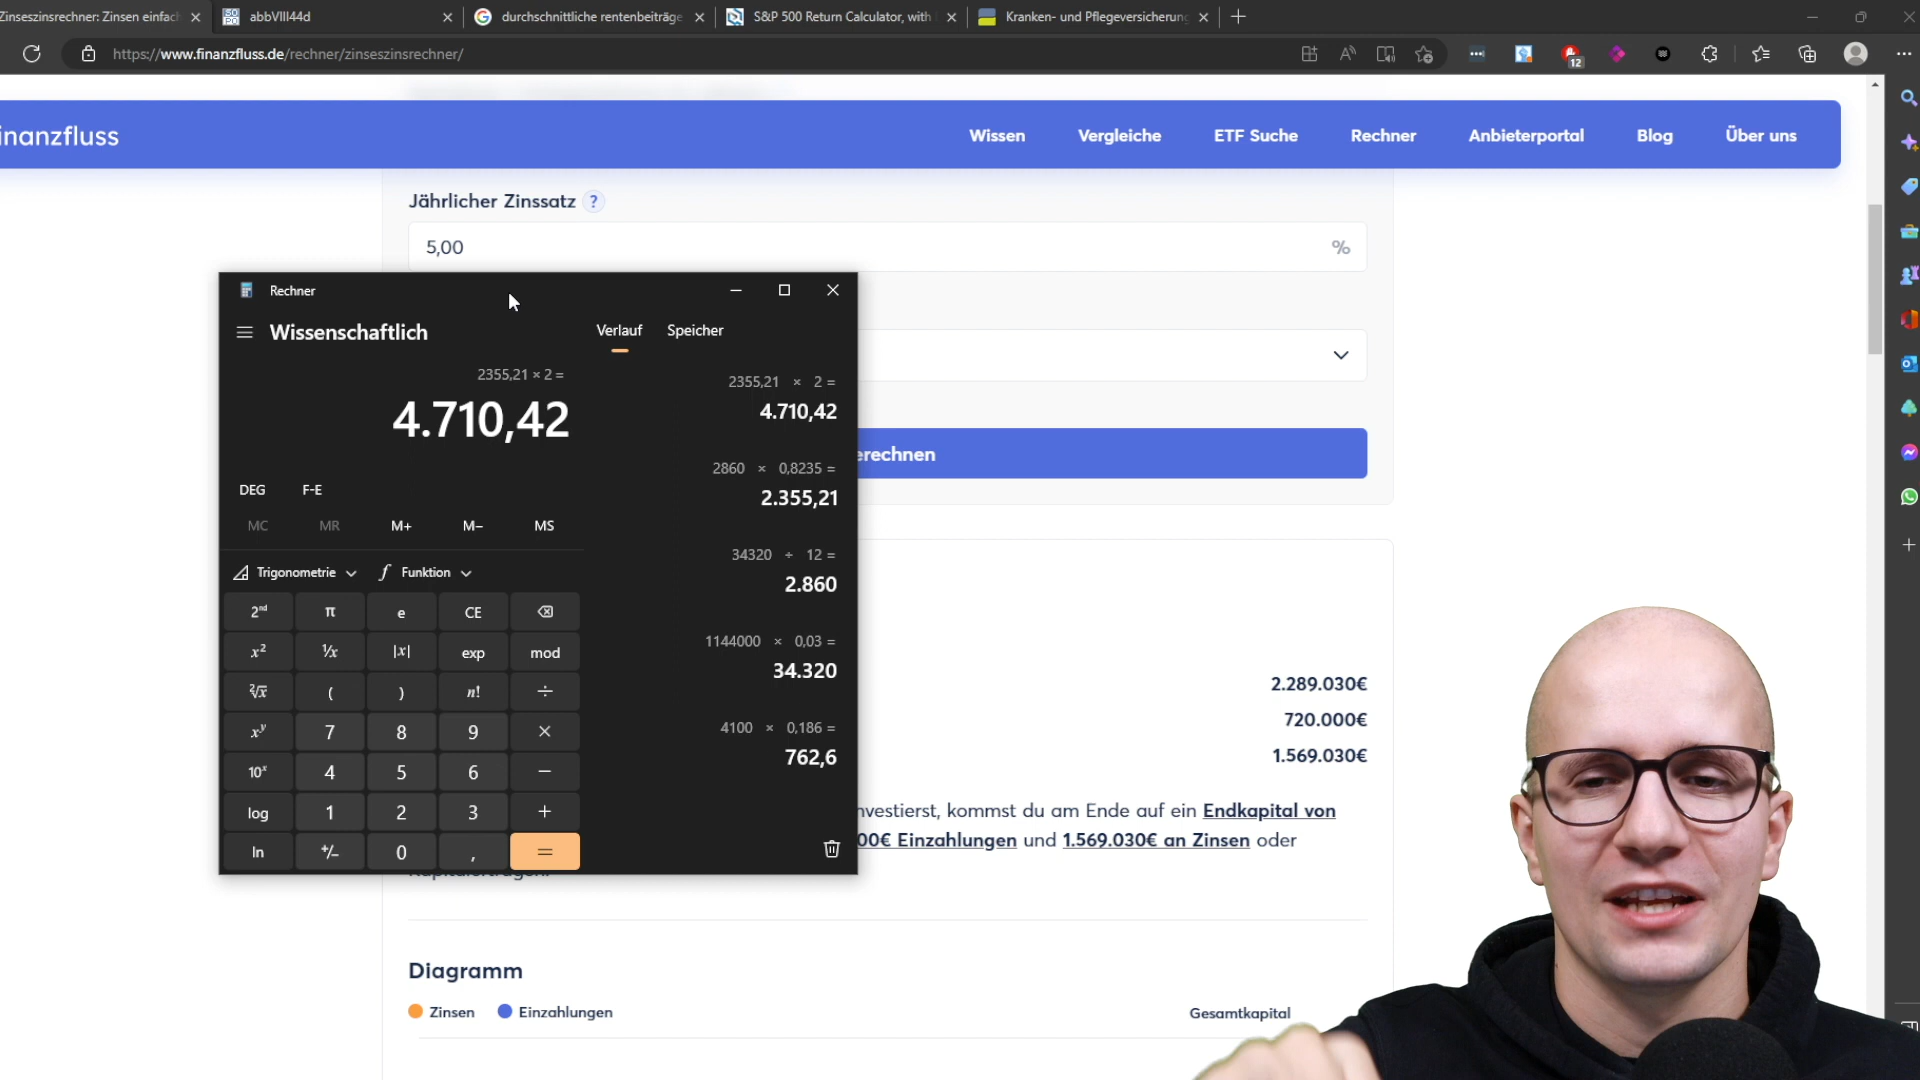 Zinseszinsrechner: Zinsen einfach
abbVIII44d
durchschnittliche rentenbeiträge
S&P 500 Return Calculator, with
Kranken- und Pflegeversicherung
https://www.finanzfluss.de/rechner/zinseszinsrechner/
12
inanzfluss
Wissen
Vergleiche
ETF Suche
Rechner
Anbieterportal
Blog
Über uns
Jährlicher Zinssatz ?
5,00
%
Rechner
Wissenschaftlich
Verlauf
Speicher
2355,21 × 2 =
4.710,42
2355,21 × 2 =
4.710,42
2860 × 0,8235 =
2.355,21
34320 ÷ 12 =
2.860
1144000 × 0,03 =
34.320
4100 × 0,186 =
762,6
DEG
F-E
MC
MR
M+
M−
MS
Trigonometrie
f Funktion
2ⁿᵈ
π
e
CE
x²
¹/x
|x|
exp
mod
²√x
(
)
n!
÷
xʸ
7
8
9
×
10ˣ
4
5
6
−
log
1
2
3
+
ln
+/−
0
,
=
erechnen
2.289.030€
720.000€
1.569.030€
nvestierst, kommst du am Ende auf ein Endkapital von
00€ Einzahlungen und 1.569.030€ an Zinsen oder
Diagramm
Zinsen
Einzahlungen
Gesamtkapital